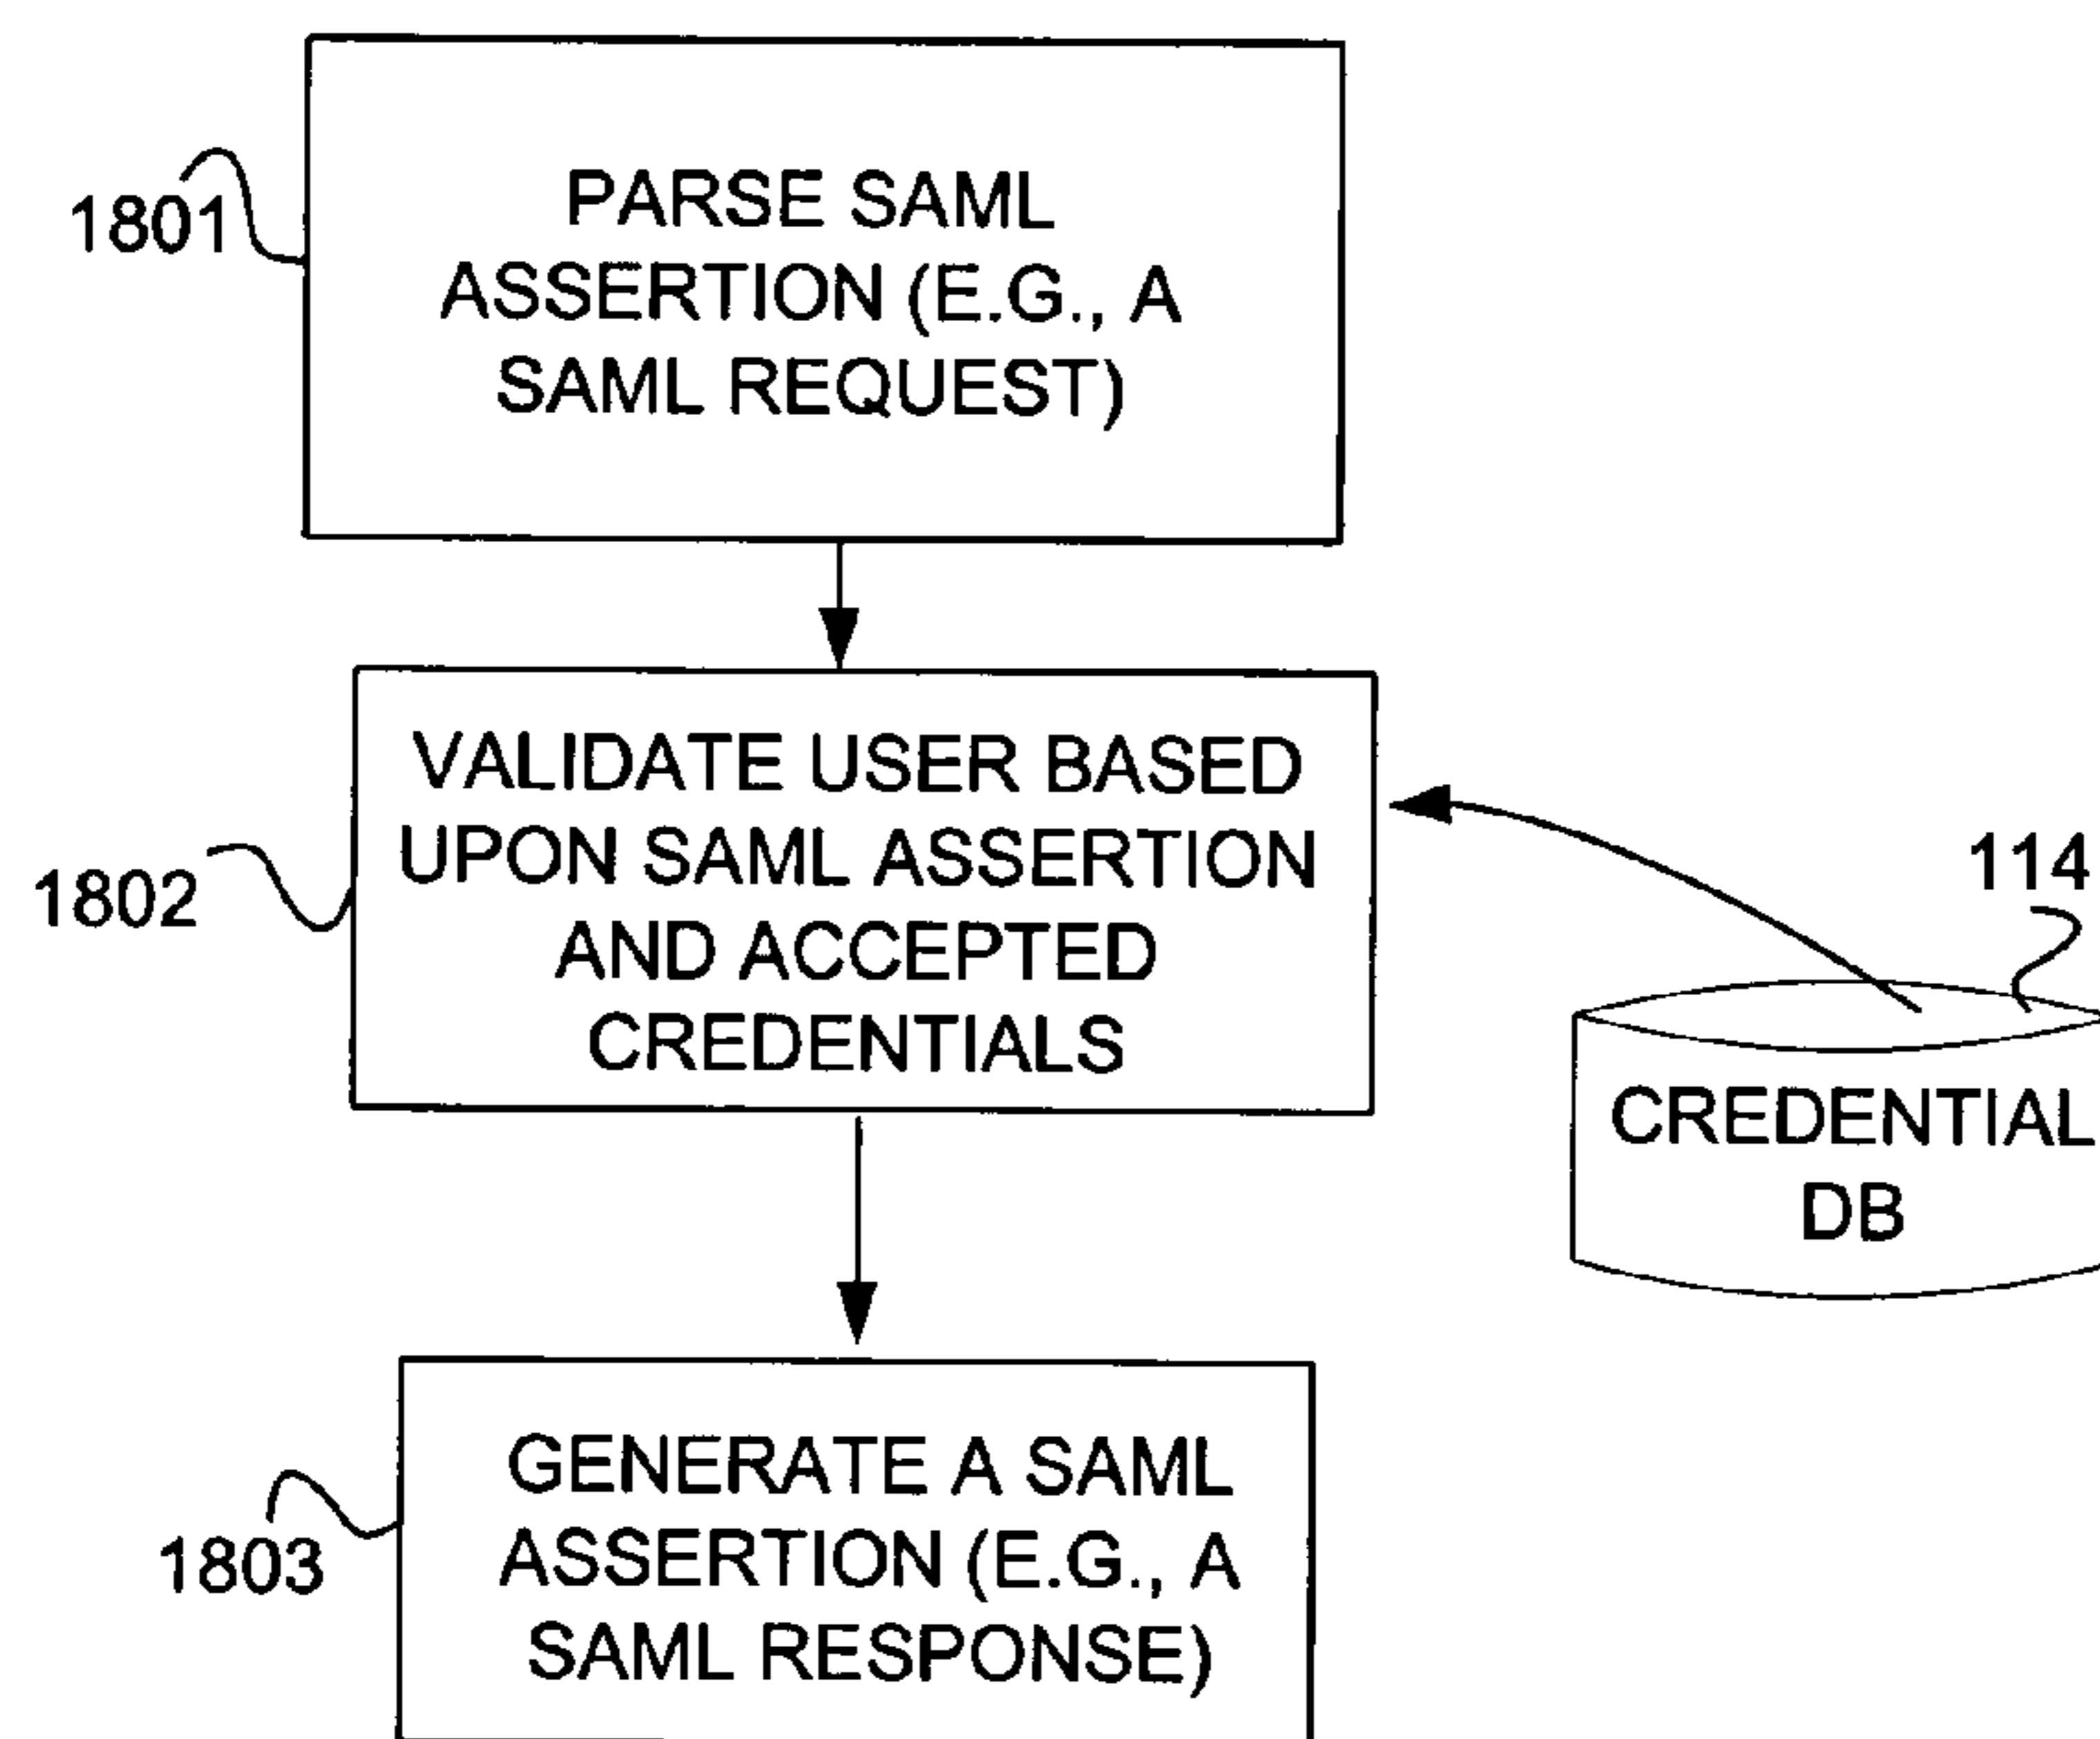 1801
PARSE SAML
ASSERTION (E.G., A
SAML REQUEST)
1802
VALIDATE USER BASED
UPON SAML ASSERTION
AND ACCEPTED
CREDENTIALS
114
CREDENTIAL
DB
1803
GENERATE A SAML
ASSERTION (E.G., A
SAML RESPONSE)